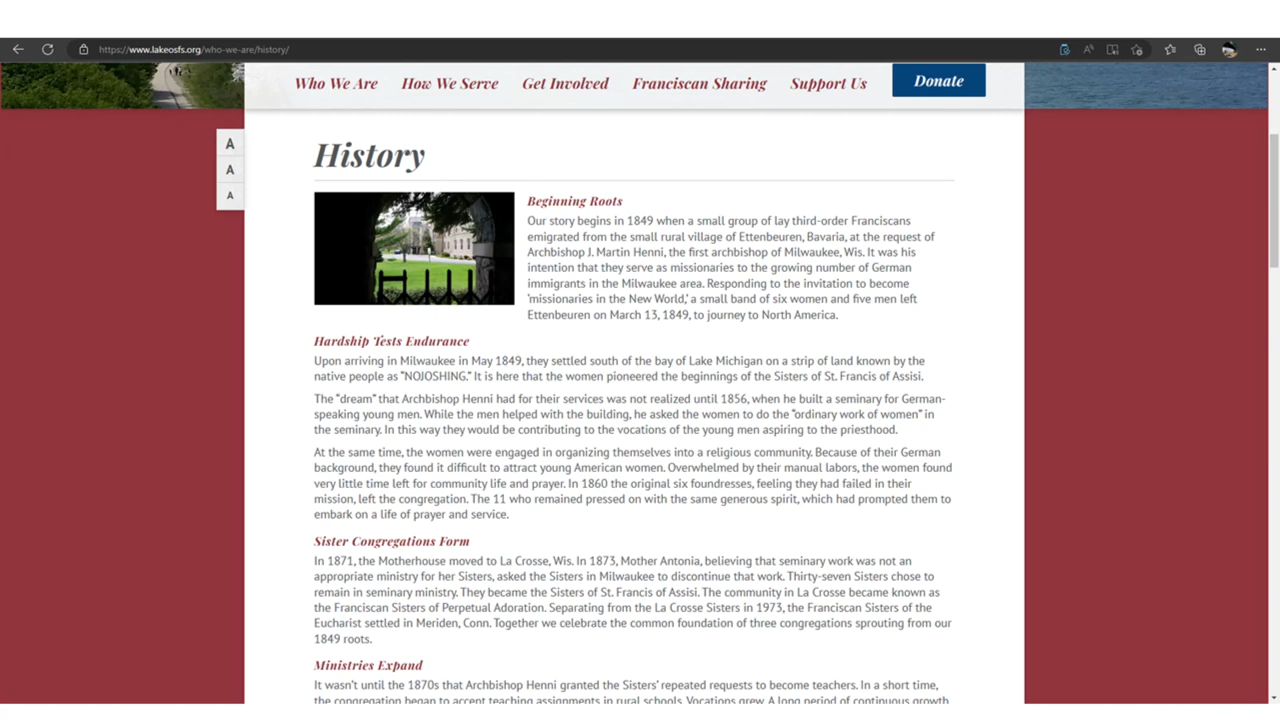 https://www.lakeosfs.org/who-we-are/history/
Who We Are How We Serve Get Involved Franciscan Sharing Support Us Donate
A
A
A
History
Beginning Roots
Our story begins in 1849 when a small group of lay third-order Franciscans
emigrated from the small rural village of Ettenbeuren, Bavaria, at the request of
Archbishop J. Martin Henni, the first archbishop of Milwaukee, Wis. It was his
intention that they serve as missionaries to the growing number of German
immigrants in the Milwaukee area. Responding to the invitation to become
'missionaries in the New World,' a small band of six women and five men left
Ettenbeuren on March 13, 1849, to journey to North America.
Hardship Tests Endurance
Upon arriving in Milwaukee in May 1849, they settled south of the bay of Lake Michigan on a strip of land known by the
native people as "NOJOSHING." It is here that the women pioneered the beginnings of the Sisters of St. Francis of Assisi.
The "dream" that Archbishop Henni had for their services was not realized until 1856, when he built a seminary for German-
speaking young men. While the men helped with the building, he asked the women to do the "ordinary work of women" in
the seminary. In this way they would be contributing to the vocations of the young men aspiring to the priesthood.
At the same time, the women were engaged in organizing themselves into a religious community. Because of their German
background, they found it difficult to attract young American women. Overwhelmed by their manual labors, the women found
very little time left for community life and prayer. In 1860 the original six foundresses, feeling they had failed in their
mission, left the congregation. The 11 who remained pressed on with the same generous spirit, which had prompted them to
embark on a life of prayer and service.
Sister Congregations Form
In 1871, the Motherhouse moved to La Crosse, Wis. In 1873, Mother Antonia, believing that seminary work was not an
appropriate ministry for her Sisters, asked the Sisters in Milwaukee to discontinue that work. Thirty-seven Sisters chose to
remain in seminary ministry. They became the Sisters of St. Francis of Assisi. The community in La Crosse became known as
the Franciscan Sisters of Perpetual Adoration. Separating from the La Crosse Sisters in 1973, the Franciscan Sisters of the
Eucharist settled in Meriden, Conn. Together we celebrate the common foundation of three congregations sprouting from our
1849 roots.
Ministries Expand
It wasn't until the 1870s that Archbishop Henni granted the Sisters' repeated requests to become teachers. In a short time,
the congregation began to accept teaching assignments in rural schools. Vocations grew. A long period of continuous growth